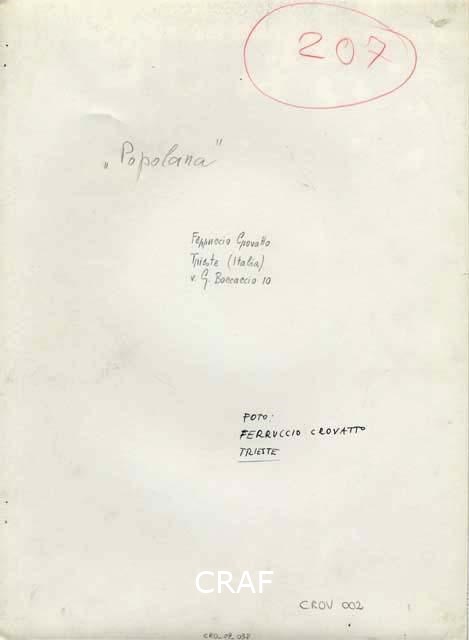 207
„Popolana"
Ferruccio Crovatto
Trieste (Italia)
v. G. Boccaccio 10
FOTO:
FERRUCCIO CROVATTO
TRIESTE
CRAF
CROV 002